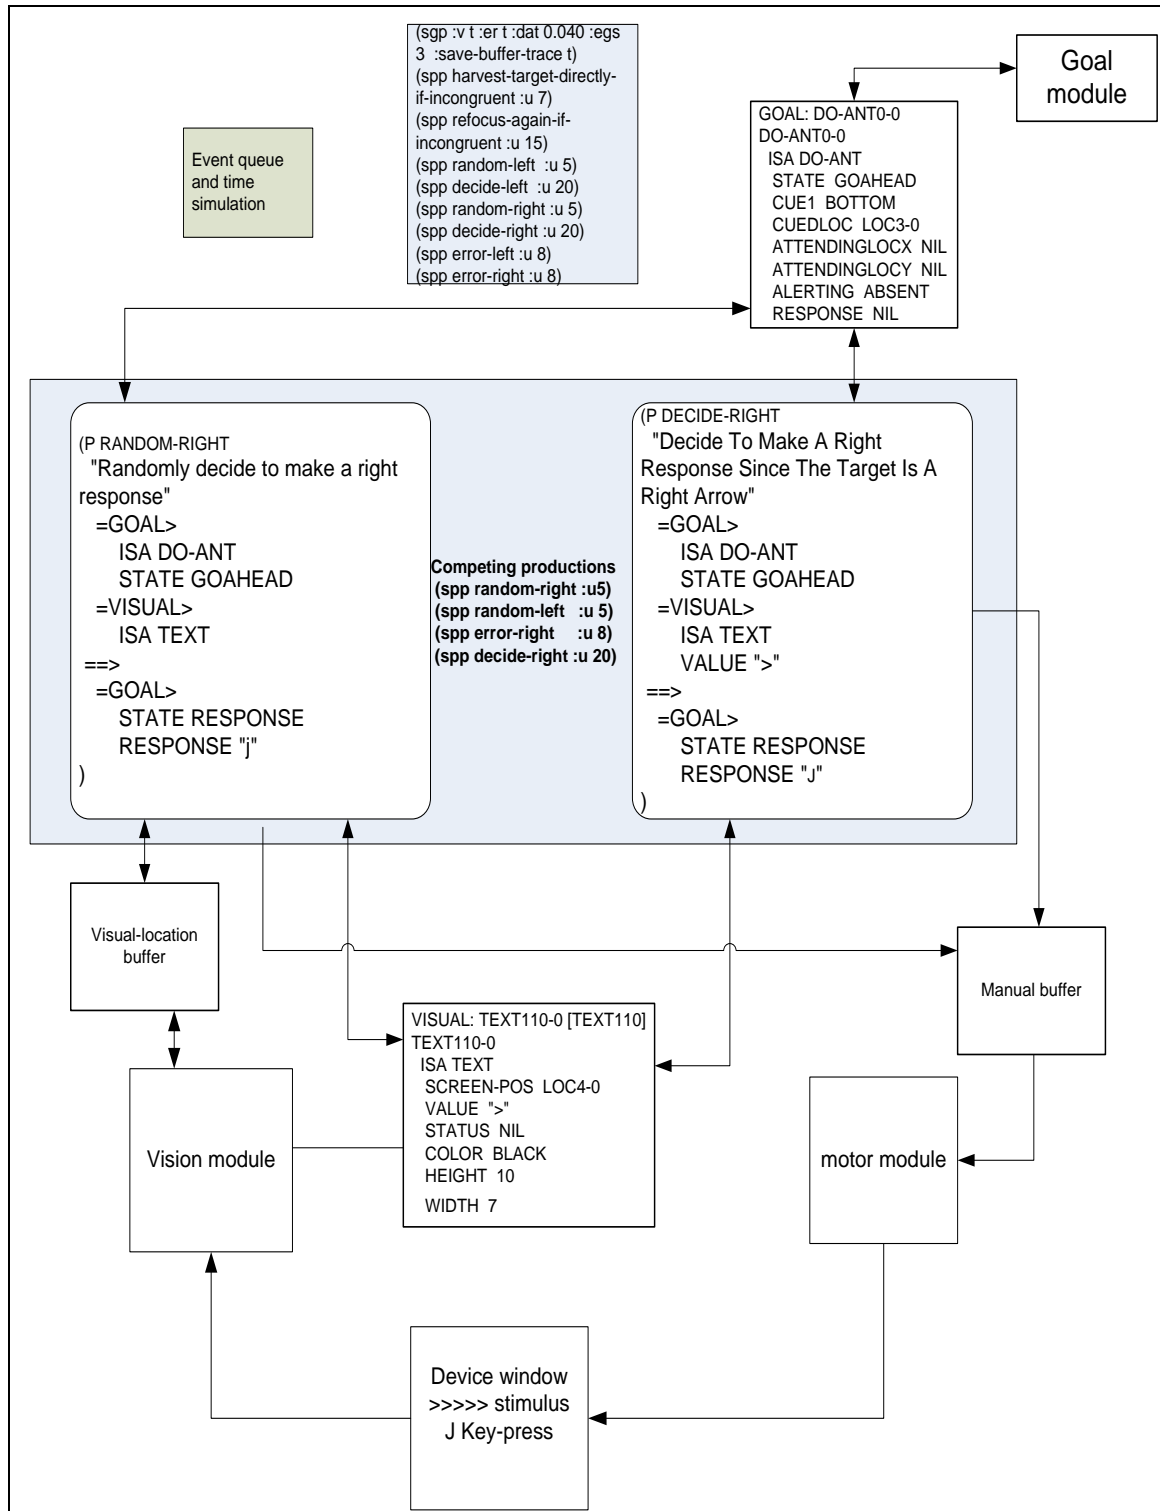 (sgp :v t :er t :dat 0.040 :egs
3 :save-buffer-trace t)
(spp harvest-target-directly-
if-incongruent :u 7)
(spp refocus-again-if-
incongruent :u 15)
(spp random-left :u 5)
(spp decide-left :u 20)
(spp random-right :u 5)
(spp decide-right :u 20)
(spp error-left :u 8)
(spp error-right :u 8)
Goal
module
Event queue
and time
simulation
GOAL: DO-ANT0-0
DO-ANT0-0
ISA DO-ANT
STATE GOAHEAD
CUE1 BOTTOM
CUEDLOC LOC3-0
ATTENDINGLOCX NIL
ATTENDINGLOCY NIL
ALERTING ABSENT
RESPONSE NIL
(P RANDOM-RIGHT
"Randomly decide to make a right
response"
=GOAL>
ISA DO-ANT
STATE GOAHEAD
=VISUAL>
ISA TEXT
==>
=GOAL>
STATE RESPONSE
RESPONSE "j"
)
Competing productions
(spp random-right :u5)
(spp random-left :u 5)
(spp error-right :u 8)
(spp decide-right :u 20)
(P DECIDE-RIGHT
"Decide To Make A Right
Response Since The Target Is A
Right Arrow"
=GOAL>
ISA DO-ANT
STATE GOAHEAD
=VISUAL>
ISA TEXT
VALUE ">"
==>
=GOAL>
STATE RESPONSE
RESPONSE "J"
)
Visual-location
buffer
Manual buffer
VISUAL: TEXT110-0 [TEXT110]
TEXT110-0
ISA TEXT
SCREEN-POS LOC4-0
VALUE ">"
STATUS NIL
COLOR BLACK
HEIGHT 10
WIDTH 7
Vision module
motor module
Device window
>>>>> stimulus
J Key-press